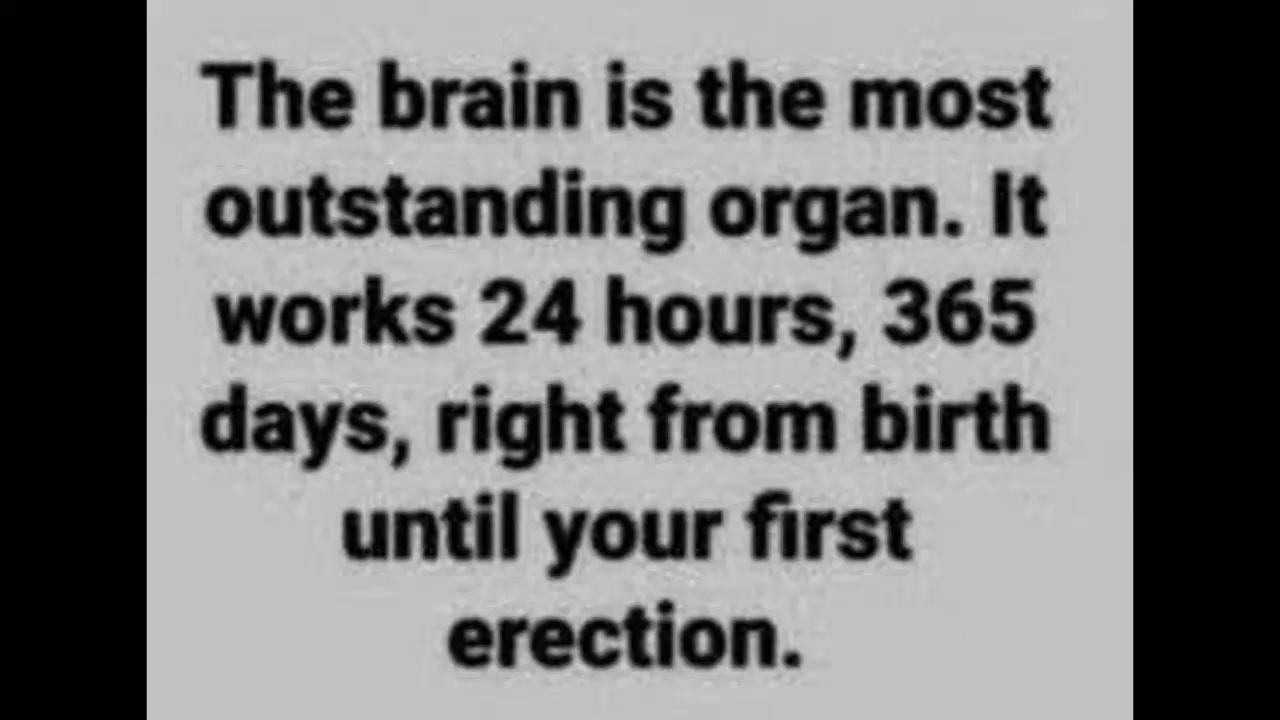 The brain is the most
outstanding organ. It
works 24 hours, 365
days, right from birth
until your first
erection.